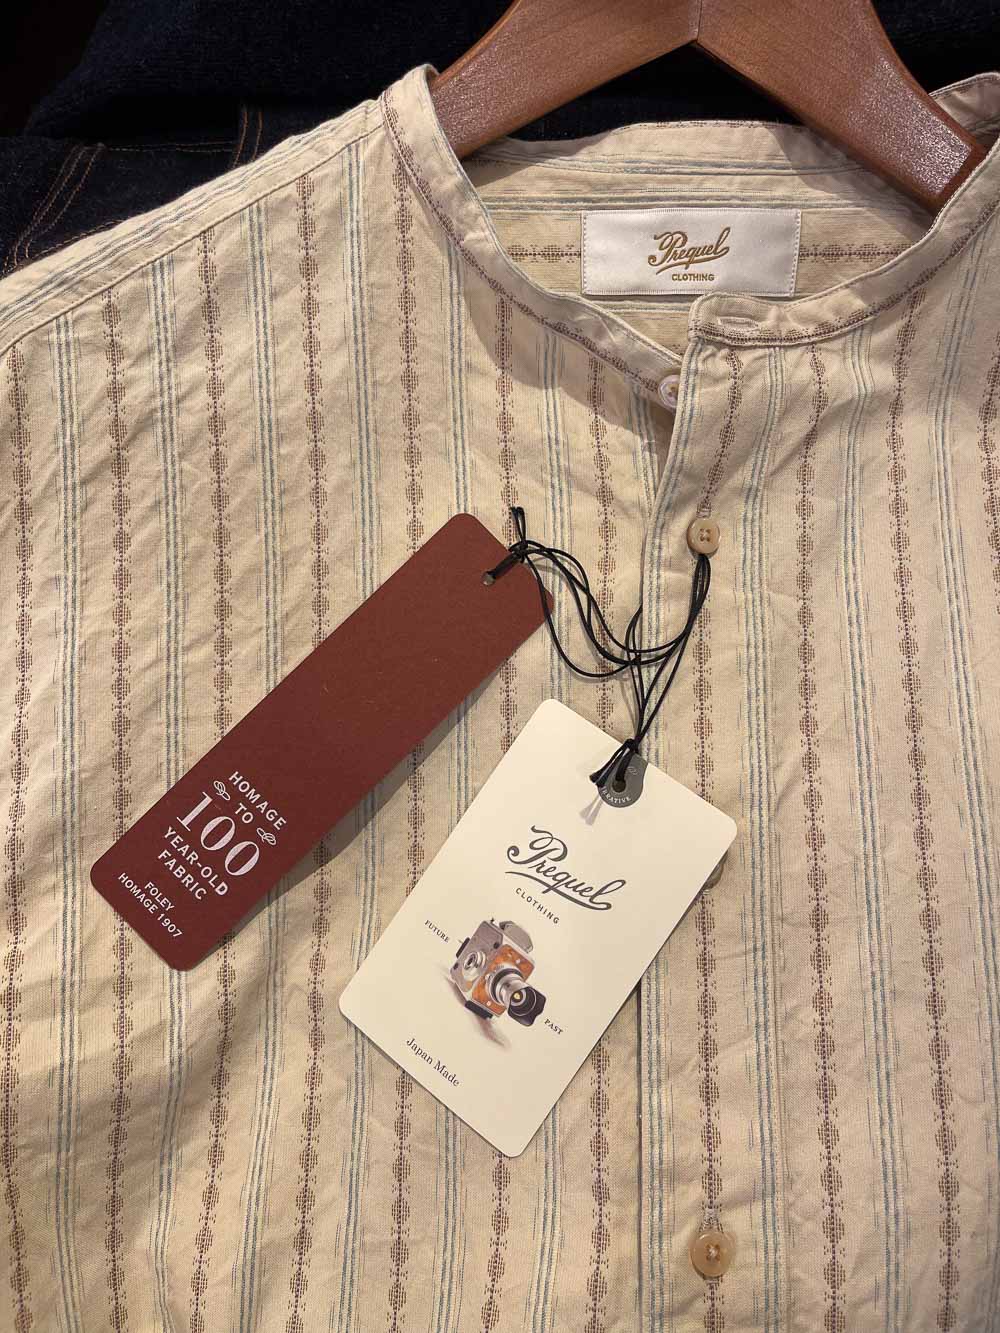 Prequel
CLOTHING
HOMAGE
TO
100
YEAR-OLD
FABRIC
FOLEY
HOMAGE 1907
Prequel
CLOTHING
FUTURE
PAST
Japan Made